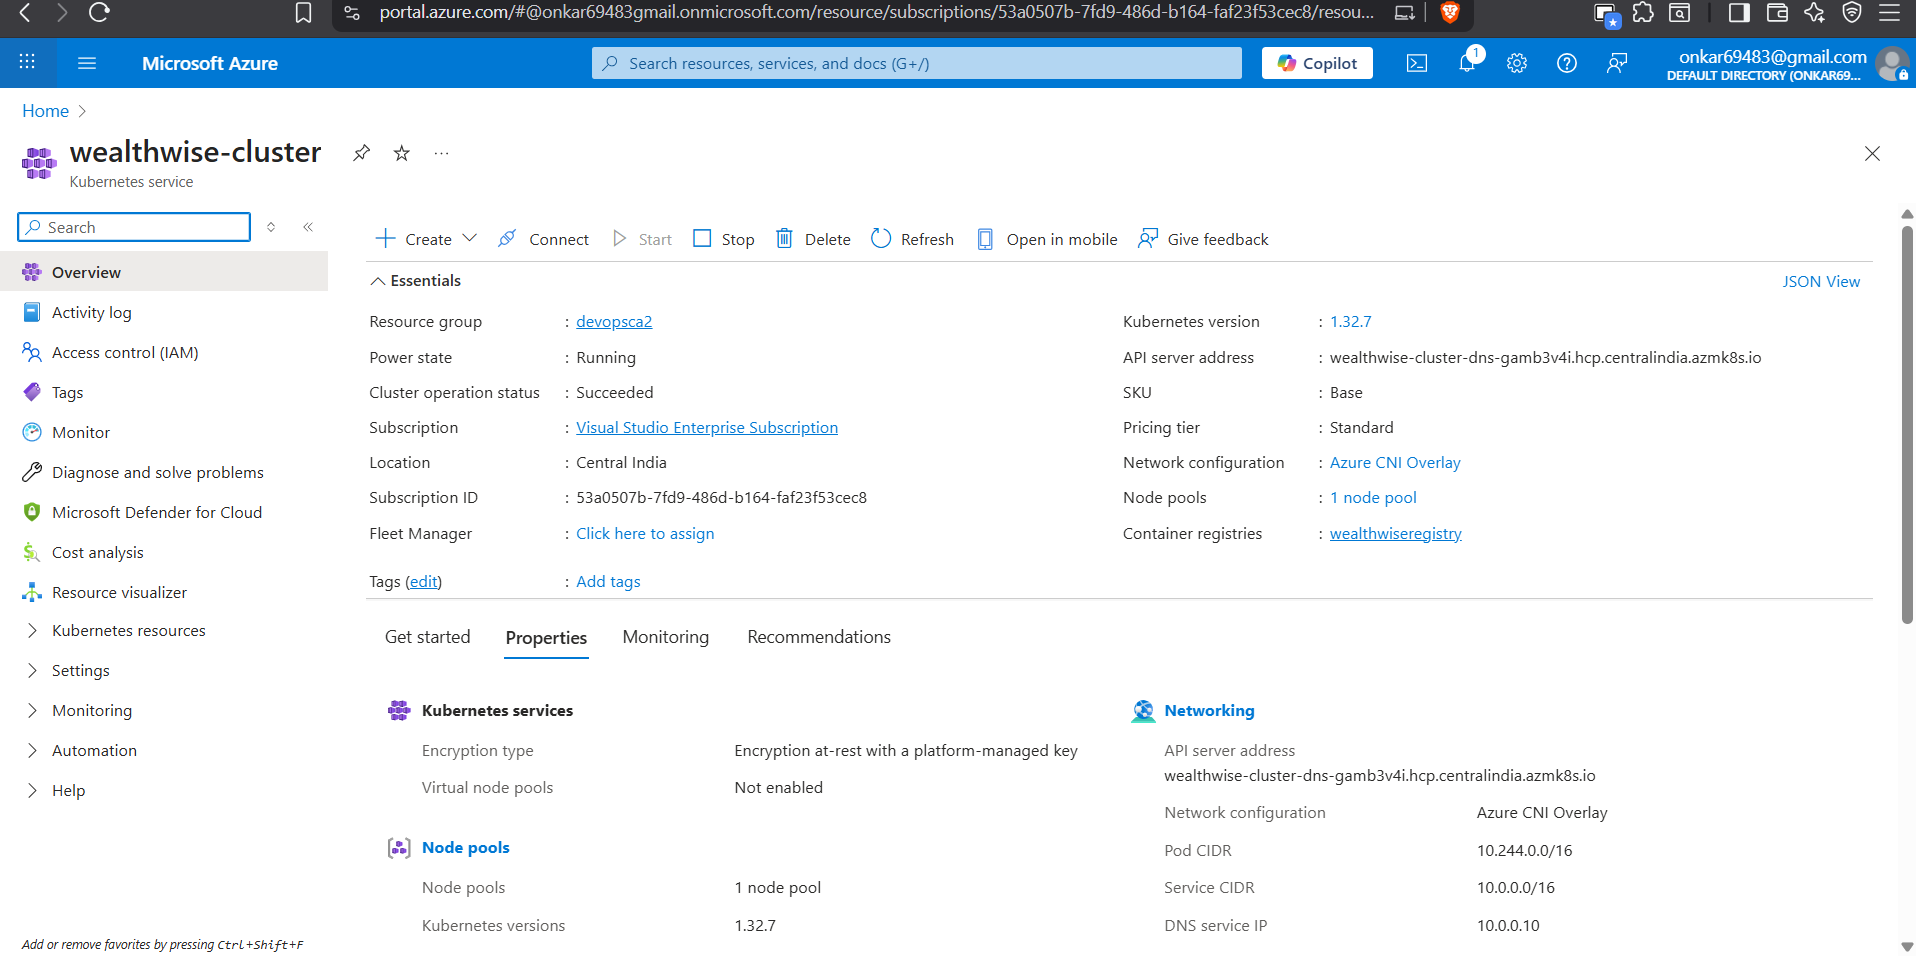 portal.azure.com/#@onkar69483gmail.onmicrosoft.com/resource/subscriptions/53a0507b-7fd9-486d-b164-faf23f53cec8/resou...
Microsoft Azure
Search resources, services, and docs (G+/)
Copilot
1
onkar69483@gmail.com
DEFAULT DIRECTORY (ONKAR69...
Home
wealthwise-cluster
Kubernetes service
Search
Overview
Activity log
Access control (IAM)
Tags
Monitor
Diagnose and solve problems
Microsoft Defender for Cloud
Cost analysis
Resource visualizer
Kubernetes resources
Settings
Monitoring
Automation
Help
Add or remove favorites by pressing Ctrl+Shift+F
Create Connect Start Stop Delete Refresh Open in mobile Give feedback
Essentials
JSON View
Resource group : devopsca2
Power state : Running
Cluster operation status : Succeeded
Subscription : Visual Studio Enterprise Subscription
Location : Central India
Subscription ID : 53a0507b-7fd9-486d-b164-faf23f53cec8
Fleet Manager : Click here to assign
Kubernetes version : 1.32.7
API server address : wealthwise-cluster-dns-gamb3v4i.hcp.centralindia.azmk8s.io
SKU : Base
Pricing tier : Standard
Network configuration : Azure CNI Overlay
Node pools : 1 node pool
Container registries : wealthwiseregistry
Tags (edit) : Add tags
Get started Properties Monitoring Recommendations
Kubernetes services
Encryption type Encryption at-rest with a platform-managed key
Virtual node pools Not enabled
Node pools
Node pools 1 node pool
Kubernetes versions 1.32.7
Networking
API server address
wealthwise-cluster-dns-gamb3v4i.hcp.centralindia.azmk8s.io
Network configuration Azure CNI Overlay
Pod CIDR 10.244.0.0/16
Service CIDR 10.0.0.0/16
DNS service IP 10.0.0.10